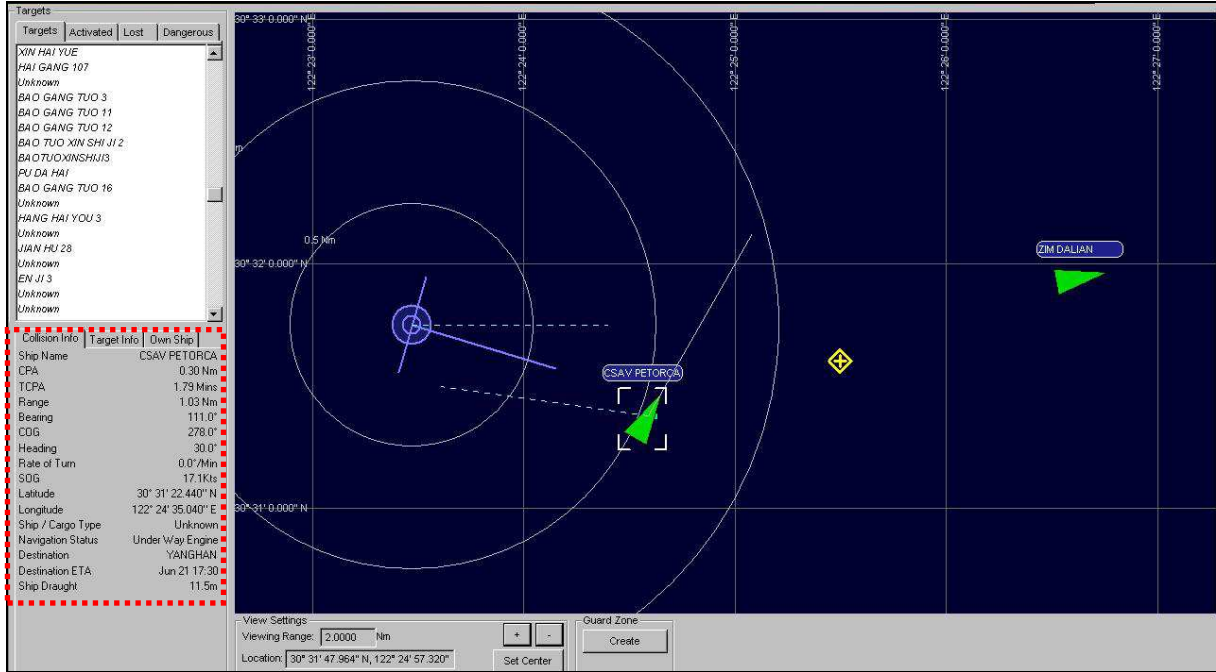 Targets
Targets Activated Lost Dangerous
XIN HAI YUE
HAI GANG 107
Unknown
BAO GANG TUO 3
BAO GANG TUO 11
BAO GANG TUO 12
BAO TUO XIN SHI JI 2
BAOTUOXINSHIJI3
PU DA HAI
BAO GANG TUO 16
Unknown
HANG HAI YOU 3
Unknown
JIAN HU 28
Unknown
EN JI 3
Unknown
Unknown
Collision Info Target Info Own Ship
Ship Name CSAV PETORCA
CPA 0.30 Nm
TCPA 1.79 Mins
Range 1.03 Nm
Bearing 111.0°
COG 278.0°
Heading 30.0°
Rate of Turn 0.0°/Min
SOG 17.1Kts
Latitude 30° 31' 22.440" N
Longitude 122° 24' 35.040" E
Ship / Cargo Type Unknown
Navigation Status Under Way Engine
Destination YANGHAN
Destination ETA Jun 21 17:30
Ship Draught 11.5m
30° 33' 0.000" N
122° 23' 0.000" E
122° 24' 0.000" E
122° 25' 0.000" E
122° 26' 0.000" E
122° 27' 0.000" E
m
0.5 Nm
30° 32' 0.000" N
ZIM DALIAN
CSAV PETORCA
30° 31' 0.000" N
View Settings
Viewing Range: 2.0000 Nm
+ -
Location: 30° 31' 47.964" N, 122° 24' 57.320"
Set Center
Guard Zone
Create